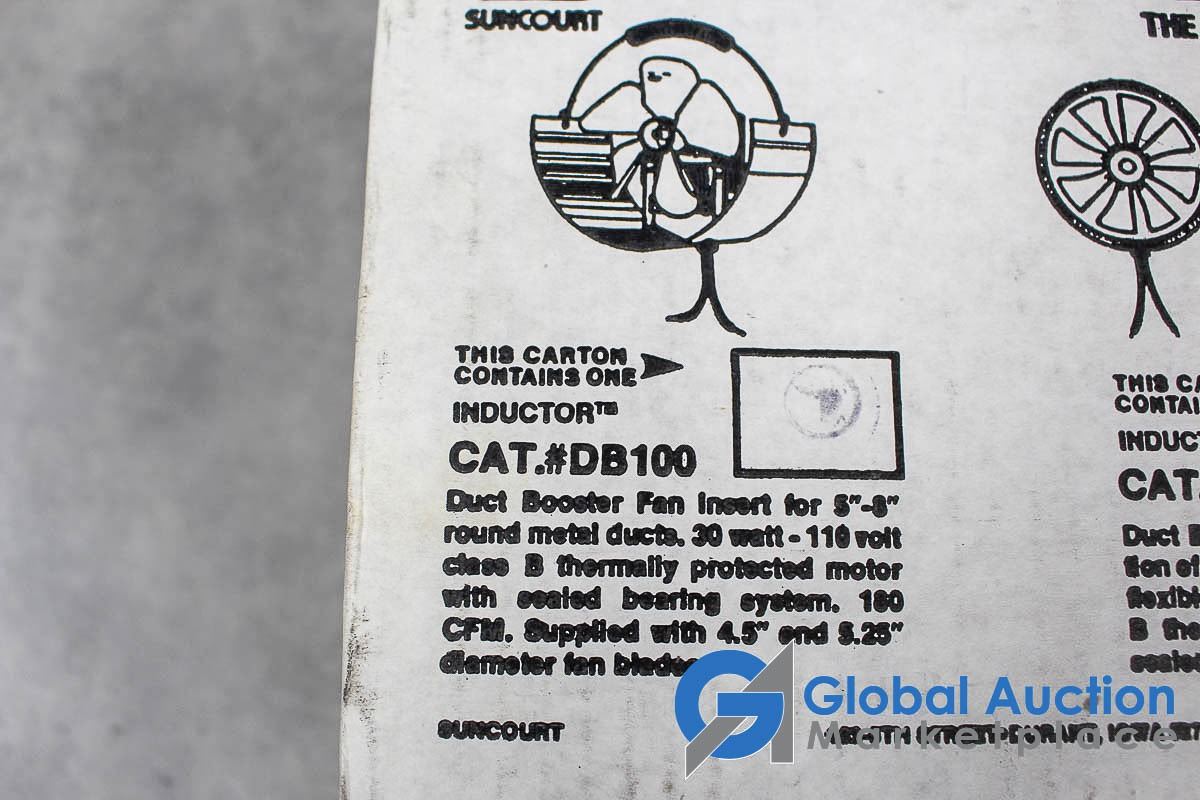 SUNCOURT
THIS CARTON
CONTAINS ONE
INDUCTOR™
CAT.#DB100
Duct Booster Fan insert for 5"-8"
round metal ducts. 30 watt - 110 volt
class B thermally protected motor
with sealed bearing system. 180
CFM. Supplied with 4.5" and 5.25"
diameter fan blades
SUNCOURT
THE
THIS CA
CONTAI
INDUCT
CAT
Duct B
tion of
flexibl
B the
sealed
STREET
Global Auction
Marketplace